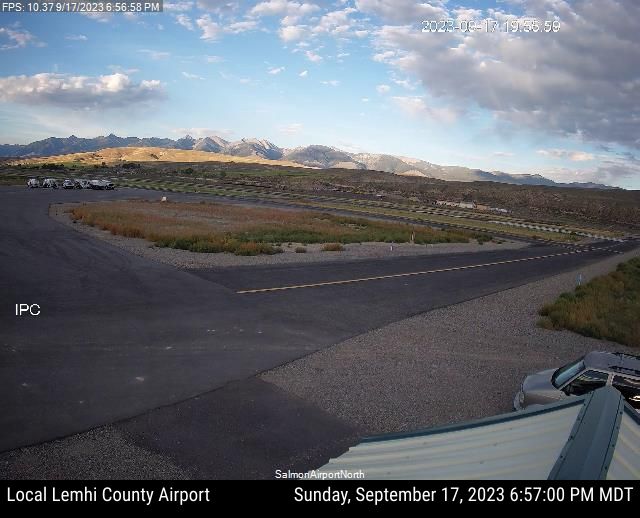 FPS: 10.37 9/17/2023 6:56:58 PM
2023-09-17 19:55:59
IPC
SalmonAirportNorth
Local Lemhi County Airport
Sunday, September 17, 2023 6:57:00 PM MDT